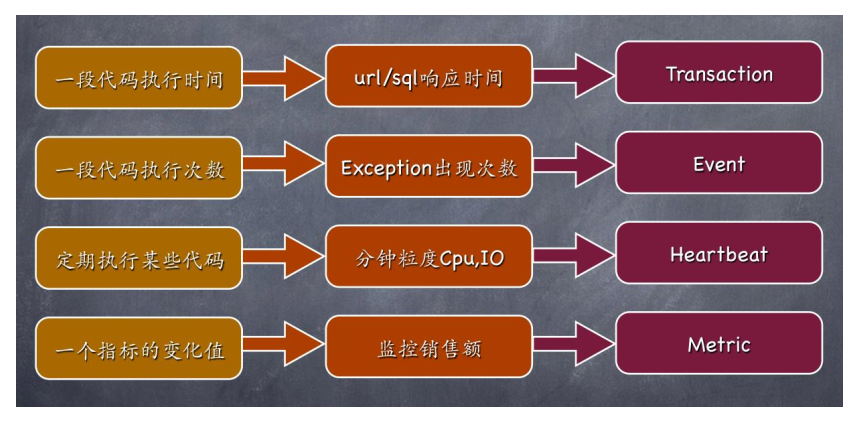 一段代码执行时间
url/sql响应时间
Transaction
一段代码执行次数
Exception出现次数
Event
定期执行某些代码
分钟粒度Cpu,IO
Heartbeat
一个指标的变化值
监控销售额
Metric